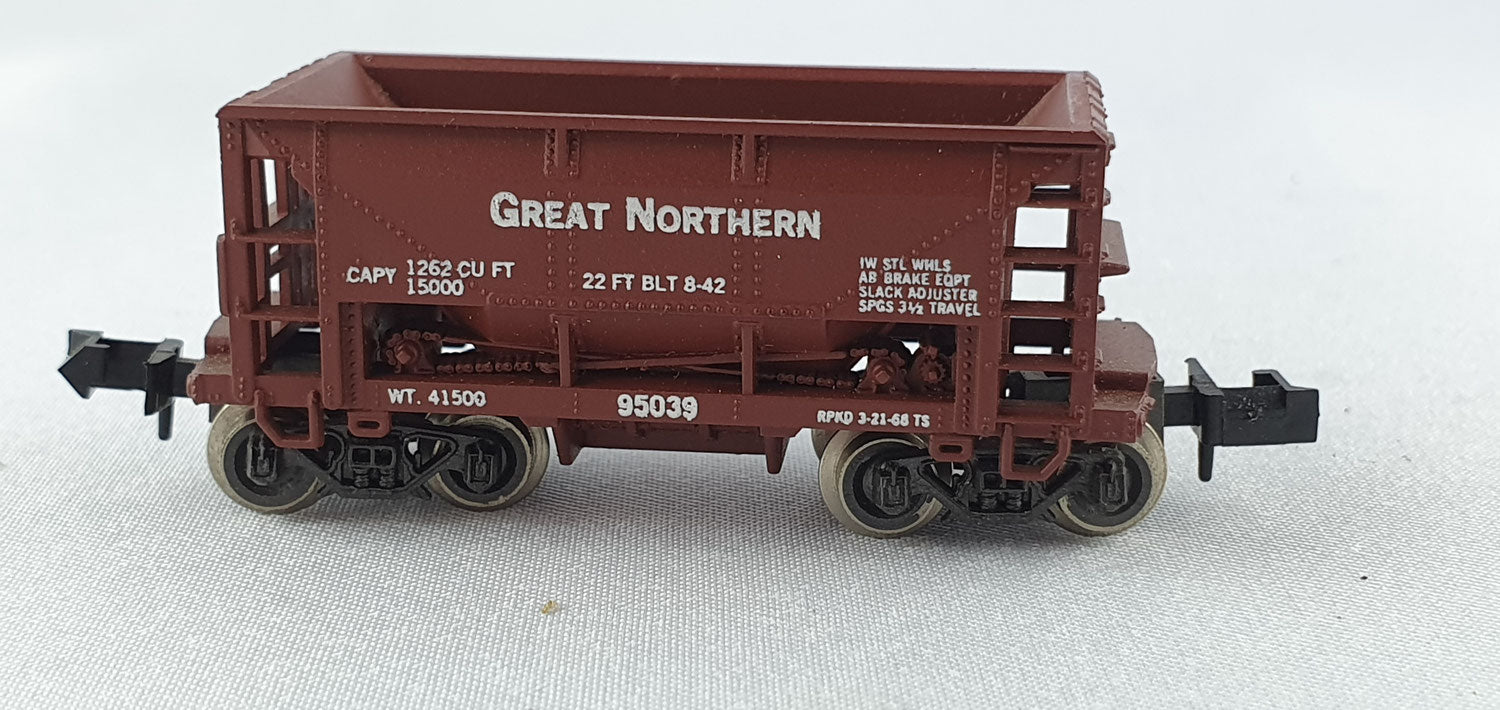 GREAT NORTHERN
CAPY 1262 CU FT
15000
22 FT BLT 8-42
1W STL WHLS
AB BRAKE EQPT
SLACK ADJUSTER
SPGS 3½ TRAVEL
WT. 41500
95039
RPKD 3-21-68 TS